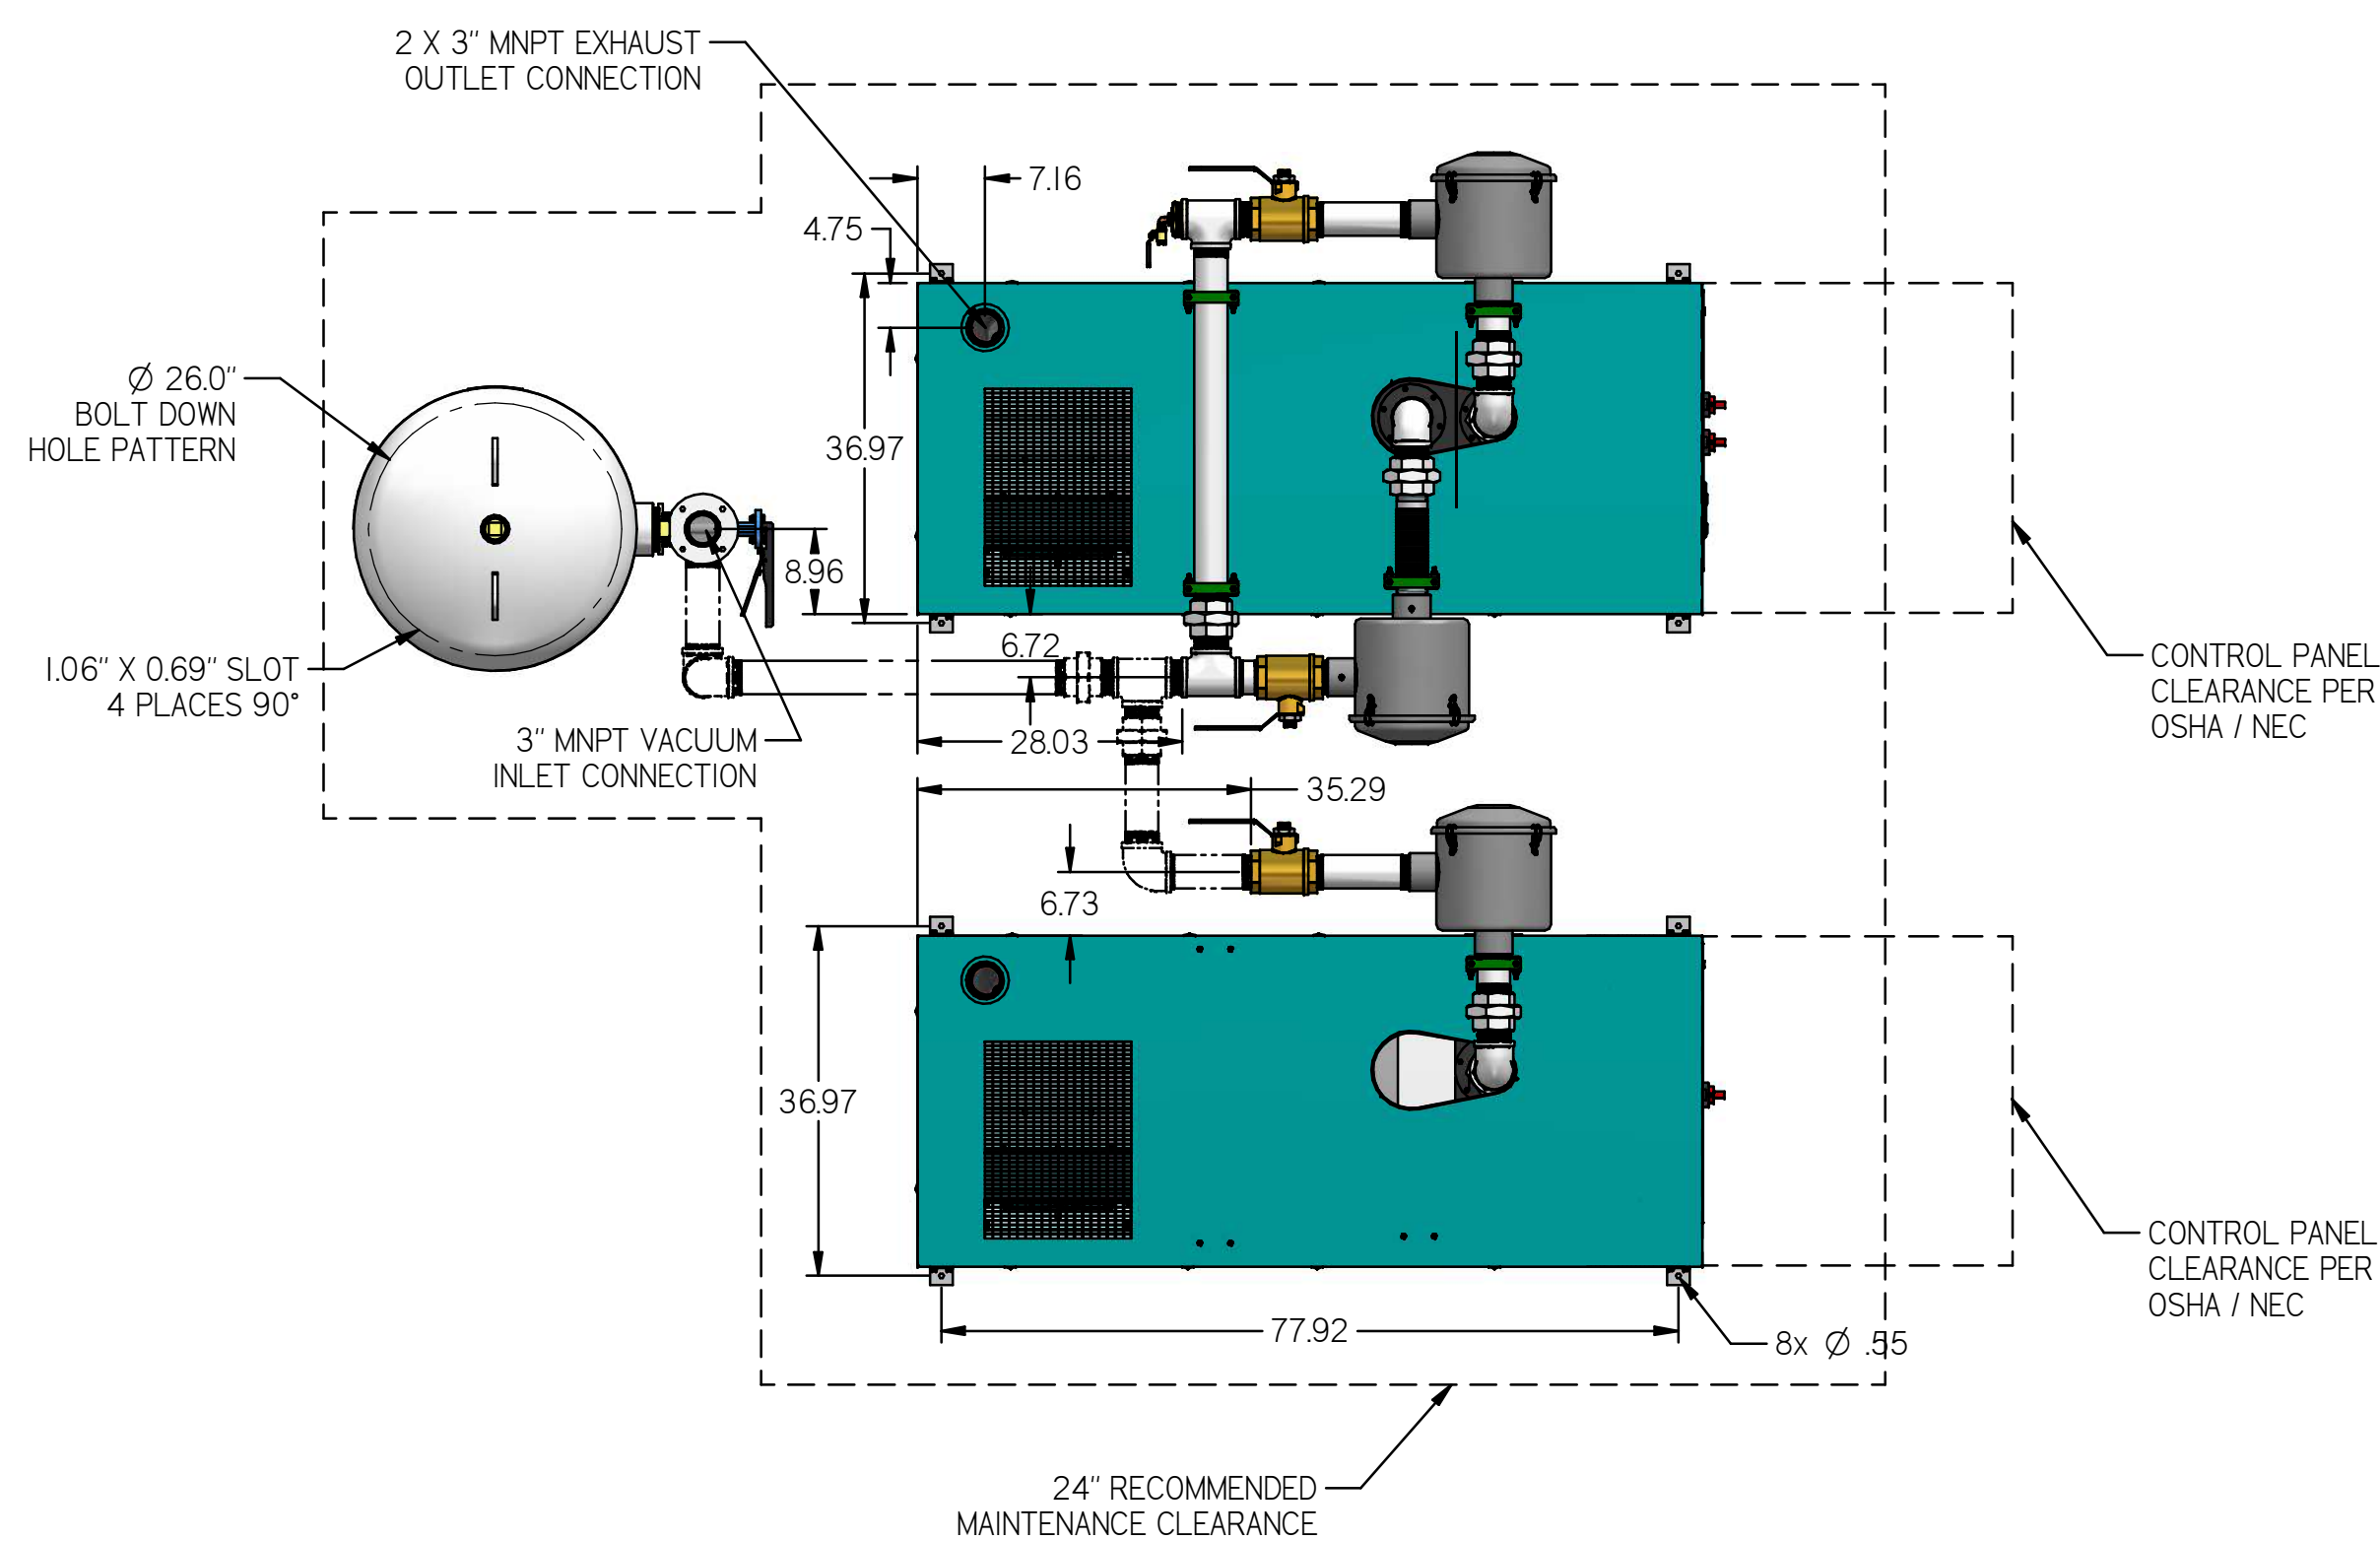 2 X 3" MNPT EXHAUST
OUTLET CONNECTION
7.16
4.75
Ø 26.0"
BOLT DOWN
HOLE PATTERN
36.97
8.96
6.72
1.06" X 0.69" SLOT
4 PLACES 90°
CONTROL PANEL
CLEARANCE PER
OSHA / NEC
3" MNPT VACUUM
INLET CONNECTION
28.03
35.29
6.73
36.97
CONTROL PANEL
CLEARANCE PER
OSHA / NEC
77.92
8x Ø .55
24" RECOMMENDED
MAINTENANCE CLEARANCE